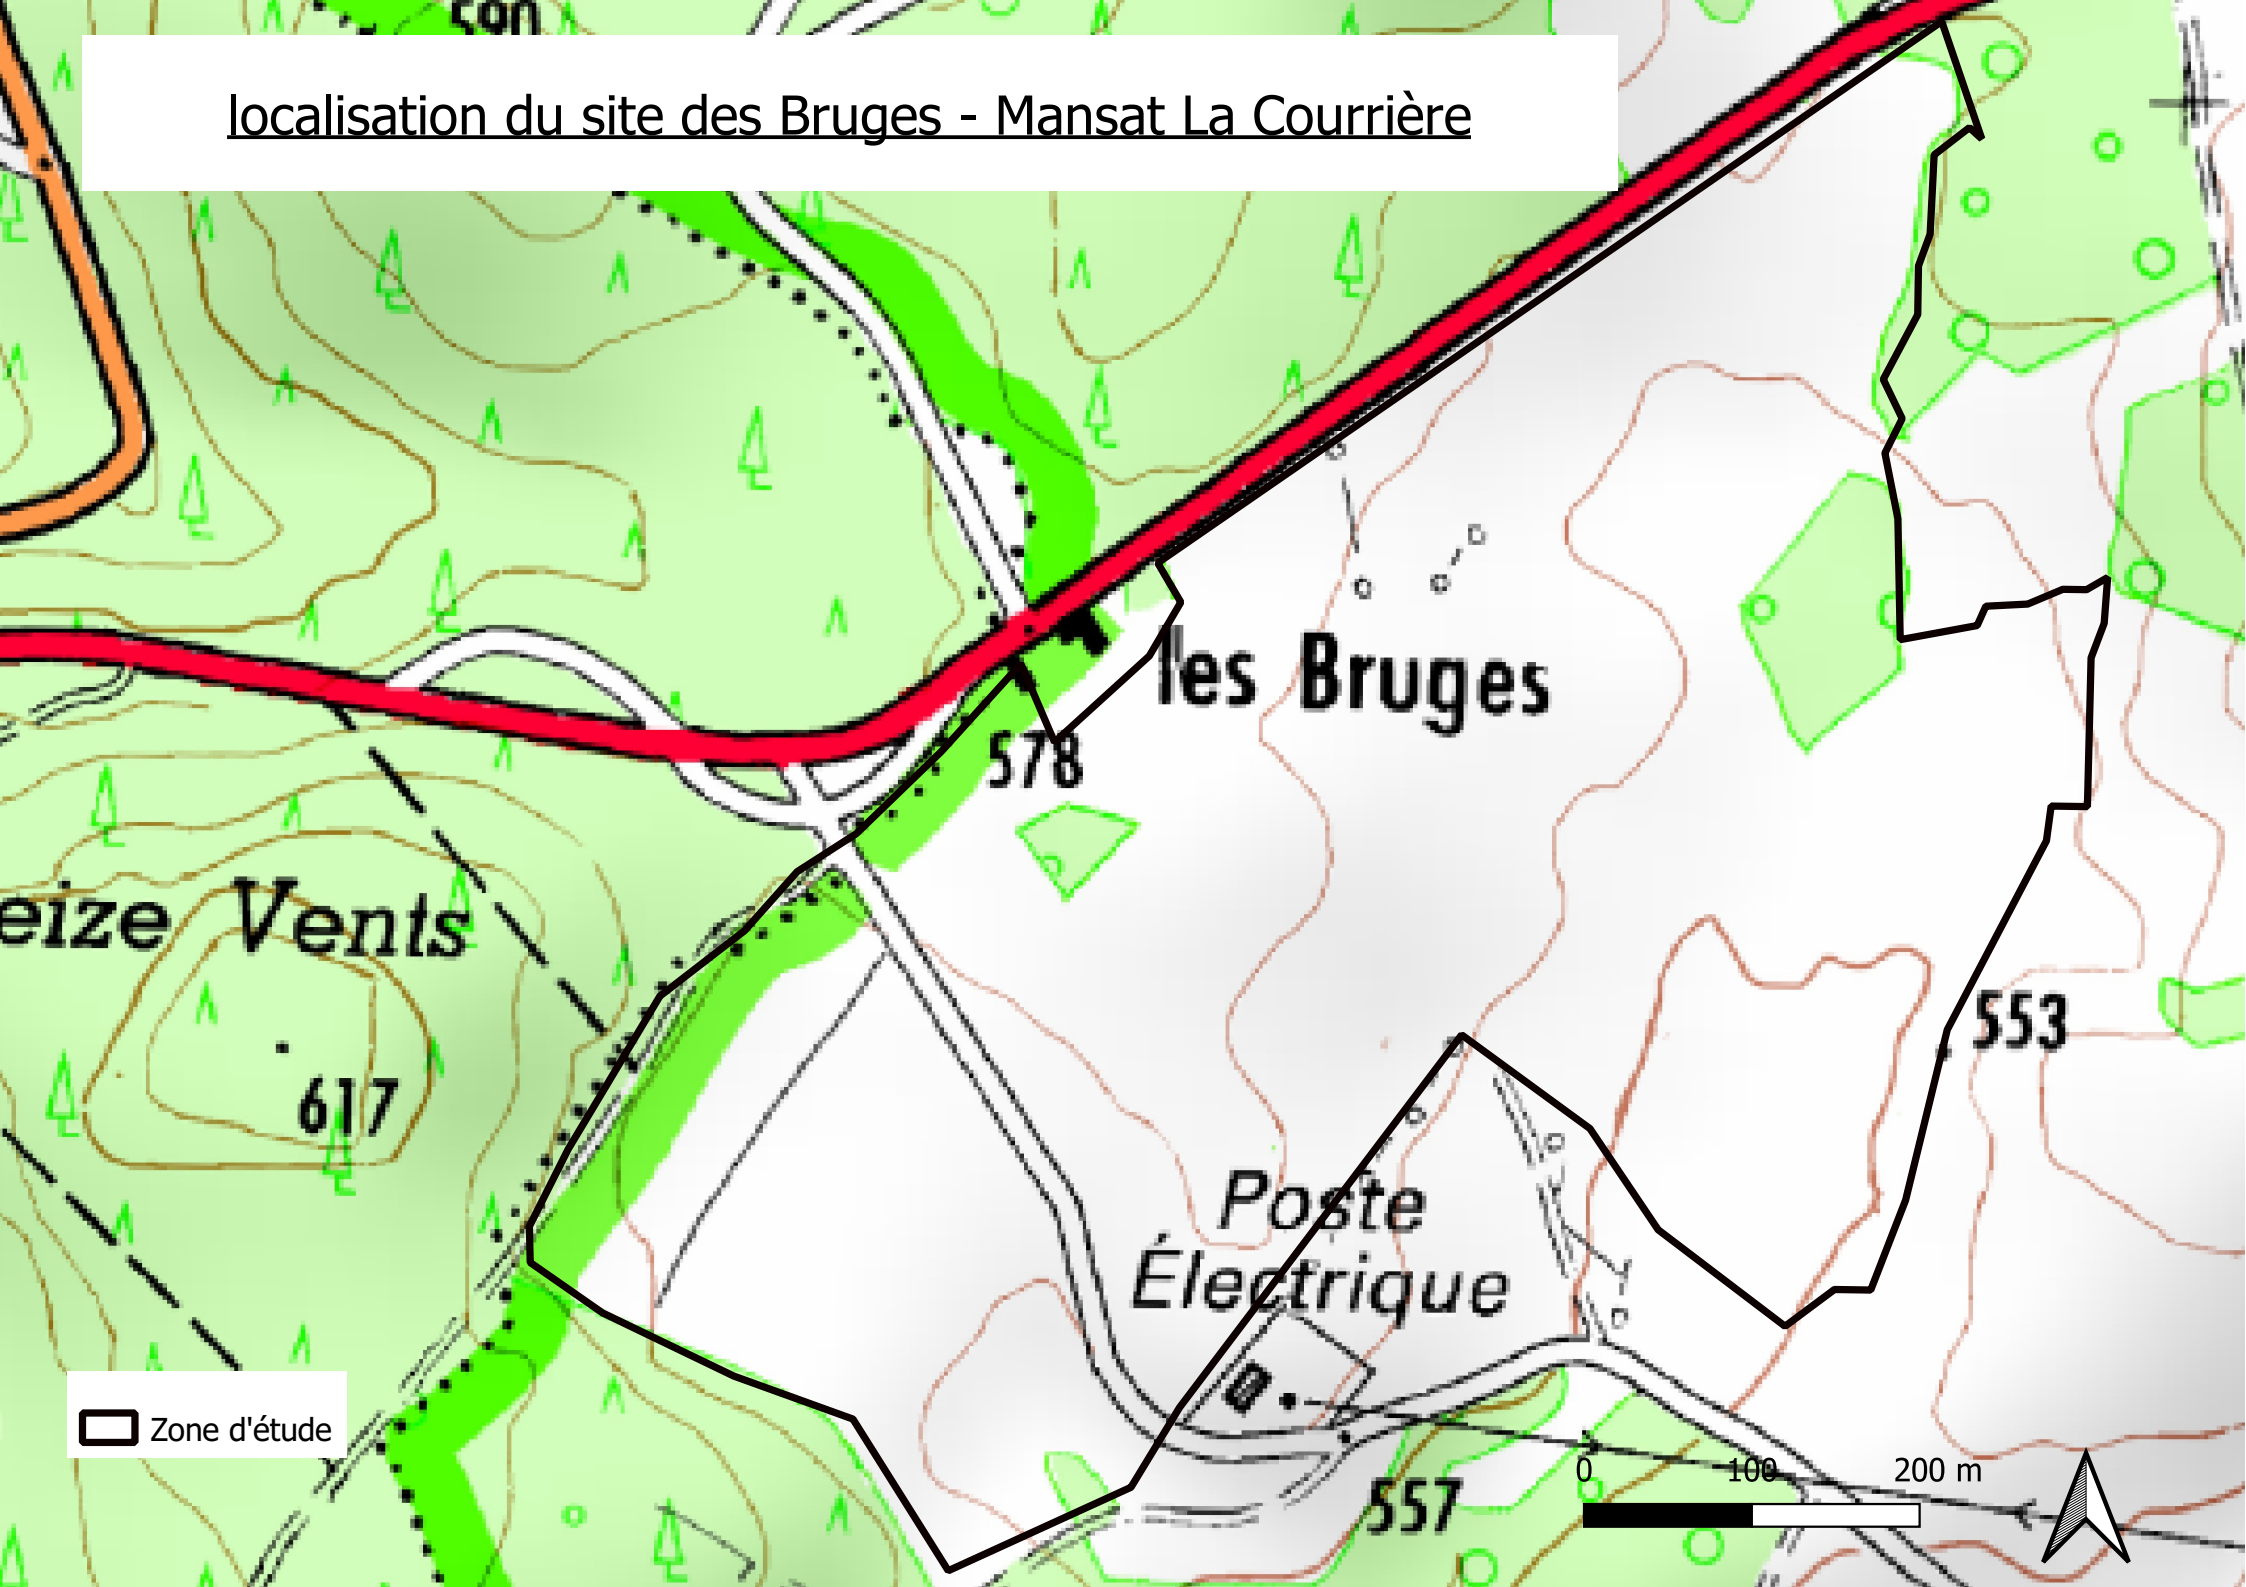 590
localisation du site des Bruges - Mansat La Courrière
les Bruges
578
eize Vents
617
553
Poste
Électrique
Zone d'étude
557
0 100 200 m